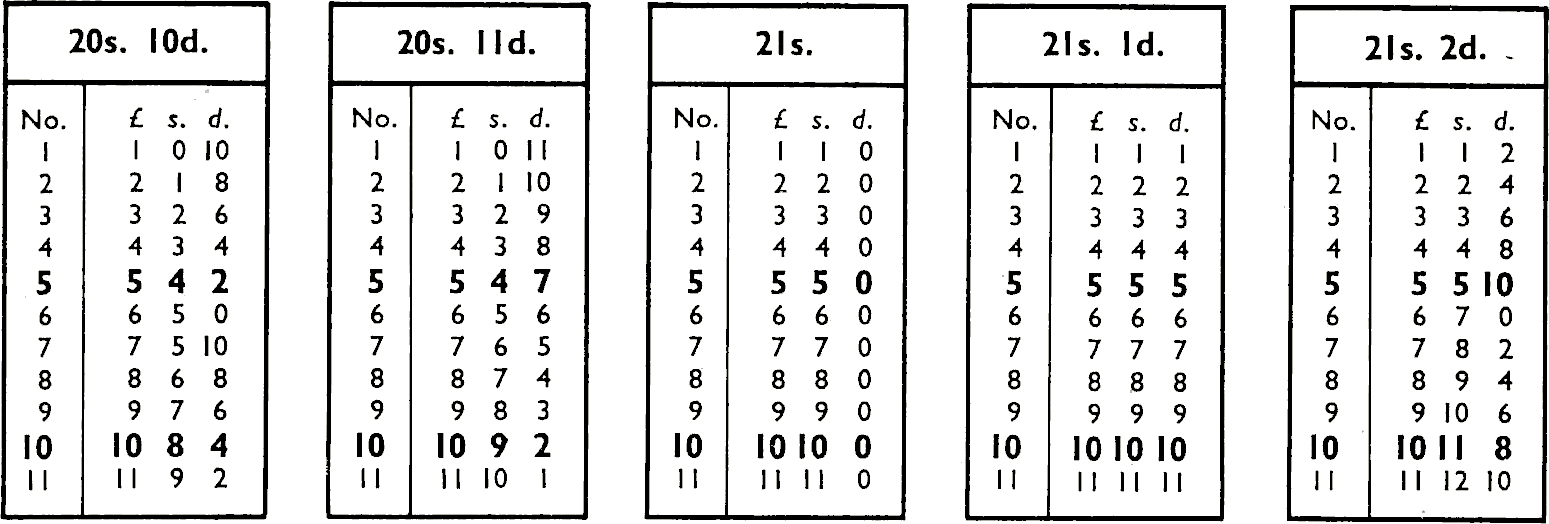 20s. 10d.
No. £ s. d.
1 1 0 10
2 2 1 8
3 3 2 6
4 4 3 4
5 5 4 2
6 6 5 0
7 7 5 10
8 8 6 8
9 9 7 6
10 10 8 4
11 11 9 2
20s. 11d.
No. £ s. d.
1 1 0 11
2 2 1 10
3 3 2 9
4 4 3 8
5 5 4 7
6 6 5 6
7 7 6 5
8 8 7 4
9 9 8 3
10 10 9 2
11 11 10 1
21s.
No. £ s. d.
1 1 1 0
2 2 2 0
3 3 3 0
4 4 4 0
5 5 5 0
6 6 6 0
7 7 7 0
8 8 8 0
9 9 9 0
10 10 10 0
11 11 11 0
21s. 1d.
No. £ s. d.
1 1 1 1
2 2 2 2
3 3 3 3
4 4 4 4
5 5 5 5
6 6 6 6
7 7 7 7
8 8 8 8
9 9 9 9
10 10 10 10
11 11 11 11
21s. 2d.
No. £ s. d.
1 1 1 2
2 2 2 4
3 3 3 6
4 4 4 8
5 5 5 10
6 6 7 0
7 7 8 2
8 8 9 4
9 9 10 6
10 10 11 8
11 11 12 10